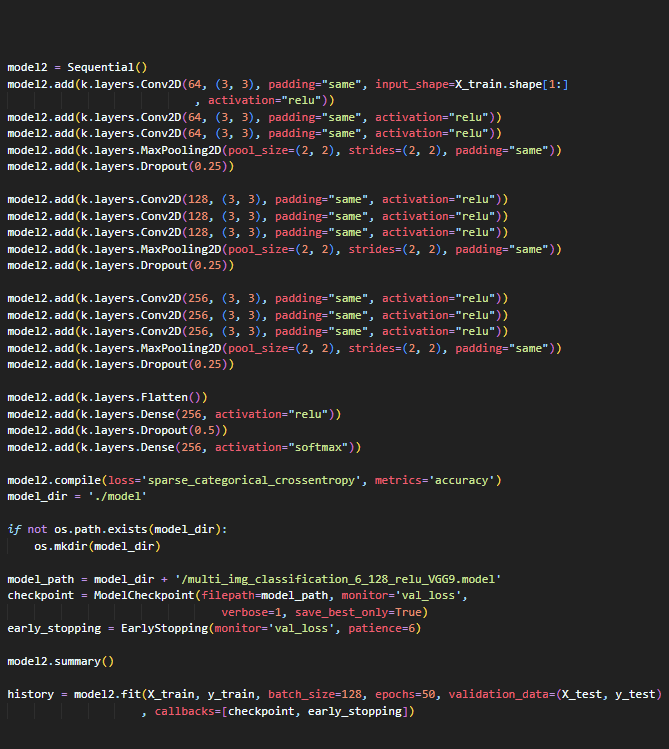 model2 = Sequential()
model2.add(k.layers.Conv2D(64, (3, 3), padding="same", input_shape=X_train.shape[1:]
                            , activation="relu"))
model2.add(k.layers.Conv2D(64, (3, 3), padding="same", activation="relu"))
model2.add(k.layers.Conv2D(64, (3, 3), padding="same", activation="relu"))
model2.add(k.layers.MaxPooling2D(pool_size=(2, 2), strides=(2, 2), padding="same"))
model2.add(k.layers.Dropout(0.25))

model2.add(k.layers.Conv2D(128, (3, 3), padding="same", activation="relu"))
model2.add(k.layers.Conv2D(128, (3, 3), padding="same", activation="relu"))
model2.add(k.layers.Conv2D(128, (3, 3), padding="same", activation="relu"))
model2.add(k.layers.MaxPooling2D(pool_size=(2, 2), strides=(2, 2), padding="same"))
model2.add(k.layers.Dropout(0.25))

model2.add(k.layers.Conv2D(256, (3, 3), padding="same", activation="relu"))
model2.add(k.layers.Conv2D(256, (3, 3), padding="same", activation="relu"))
model2.add(k.layers.Conv2D(256, (3, 3), padding="same", activation="relu"))
model2.add(k.layers.MaxPooling2D(pool_size=(2, 2), strides=(2, 2), padding="same"))
model2.add(k.layers.Dropout(0.25))

model2.add(k.layers.Flatten())
model2.add(k.layers.Dense(256, activation="relu"))
model2.add(k.layers.Dropout(0.5))
model2.add(k.layers.Dense(256, activation="softmax"))

model2.compile(loss='sparse_categorical_crossentropy', metrics='accuracy')
model_dir = './model'

if not os.path.exists(model_dir):
    os.mkdir(model_dir)

model_path = model_dir + '/multi_img_classification_6_128_relu_VGG9.model'
checkpoint = ModelCheckpoint(filepath=model_path, monitor='val_loss',
                                verbose=1, save_best_only=True)
early_stopping = EarlyStopping(monitor='val_loss', patience=6)

model2.summary()

history = model2.fit(X_train, y_train, batch_size=128, epochs=50, validation_data=(X_test, y_test)
                    , callbacks=[checkpoint, early_stopping])